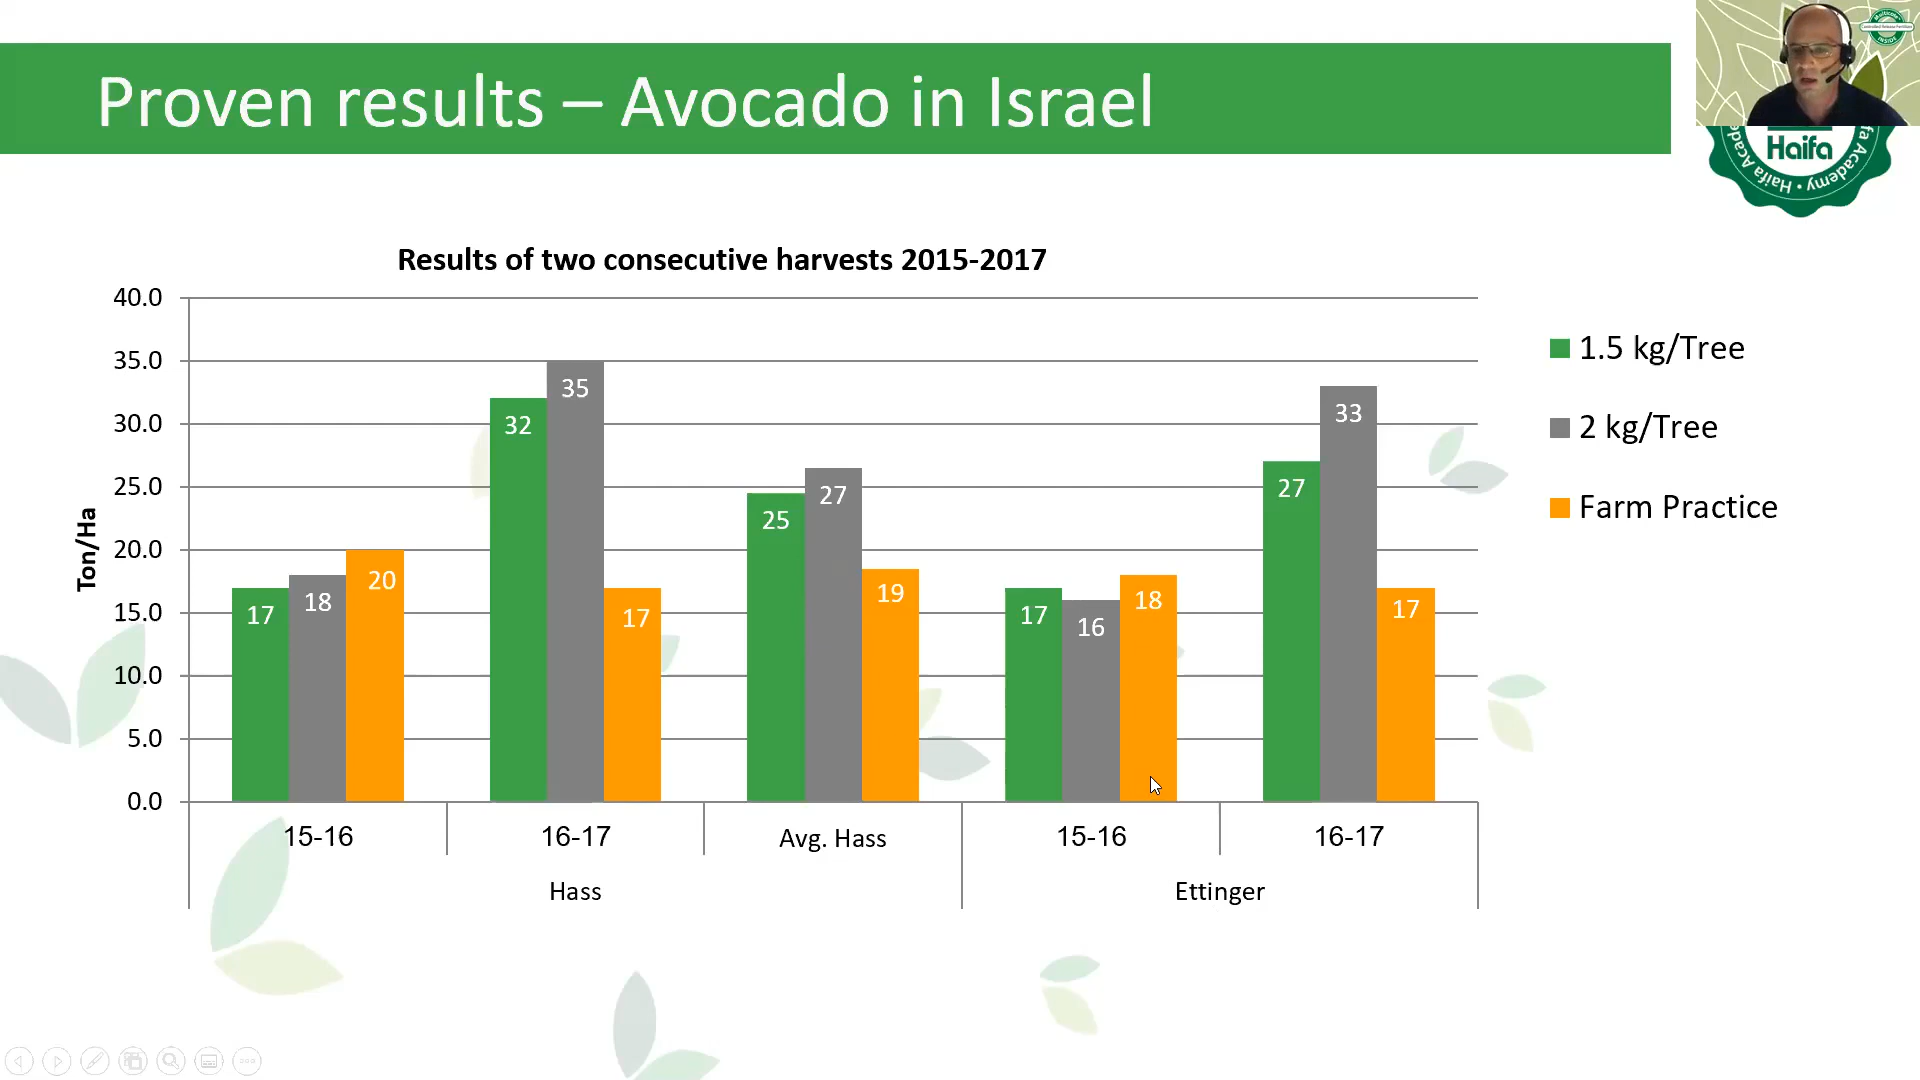 Proven results – Avocado in Israel
Haifa
Haifa Academy
Results of two consecutive harvests 2015-2017
Ton/Ha
40.0
35.0
30.0
25.0
20.0
15.0
10.0
5.0
0.0
17 18 20
32 35 17
25 27 19
17 16 18
27 33 17
15-16 16-17 Avg. Hass 15-16 16-17
Hass Ettinger
1.5 kg/Tree
2 kg/Tree
Farm Practice